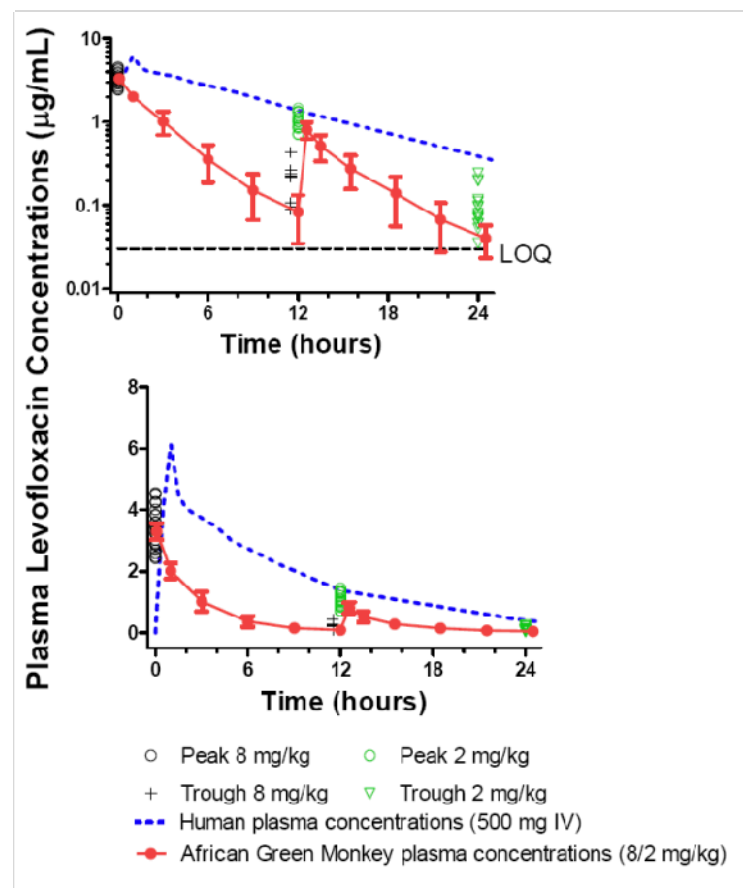 Plasma Levofloxacin Concentrations (µg/mL)
10
1
0.1
0.01
LOQ
0 6 12 18 24
Time (hours)
8
6
4
2
0
0 6 12 18 24
Time (hours)
Peak 8 mg/kg Peak 2 mg/kg
Trough 8 mg/kg Trough 2 mg/kg
Human plasma concentrations (500 mg IV)
African Green Monkey plasma concentrations (8/2 mg/kg)